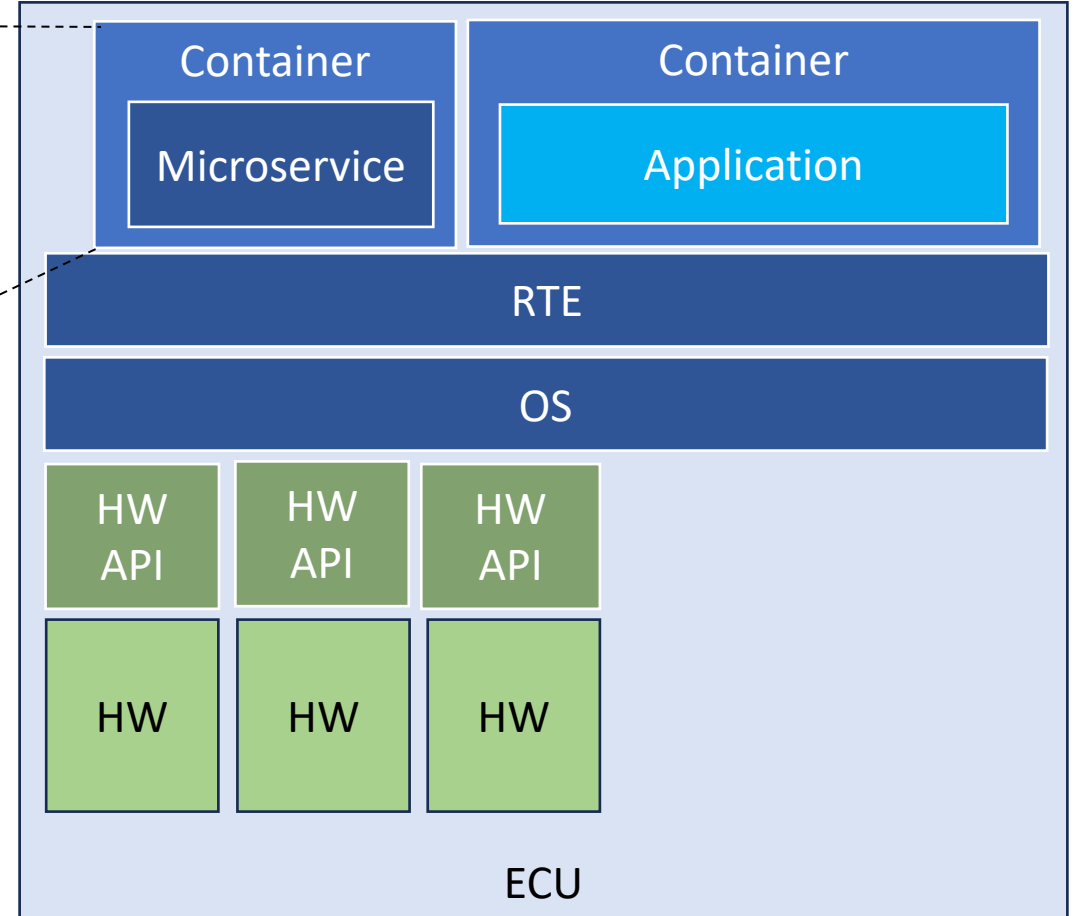 Container
Microservice
Container
Application
RTE
OS
HW
API
HW
API
HW
API
HW
HW
HW
ECU